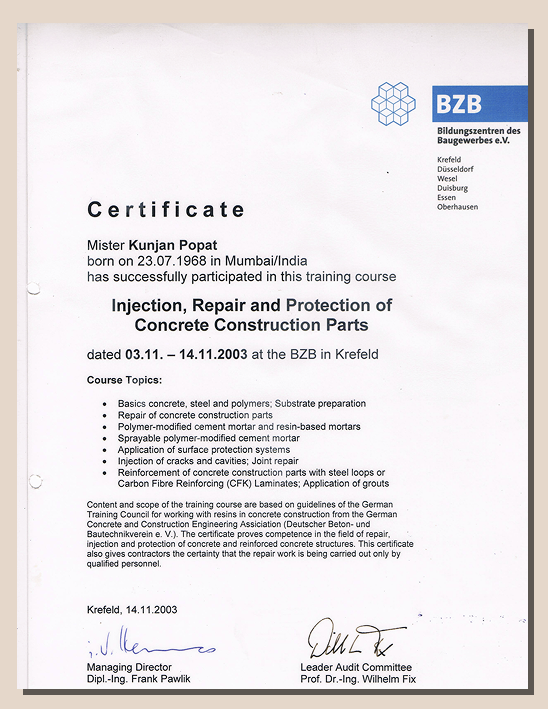 BZB
Bildungszentren des
Baugewerbes e.V.
Krefeld
Düsseldorf
Wesel
Duisburg
Essen
Oberhausen
Certificate
Mister Kunjan Popat
born on 23.07.1968 in Mumbai/India
has successfully participated in this training course
Injection, Repair and Protection of
Concrete Construction Parts
dated 03.11. – 14.11.2003 at the BZB in Krefeld
Course Topics:
• Basics concrete, steel and polymers; Substrate preparation
• Repair of concrete construction parts
• Polymer-modified cement mortar and resin-based mortars
• Sprayable polymer-modified cement mortar
• Application of surface protection systems
• Injection of cracks and cavities; Joint repair
• Reinforcement of concrete construction parts with steel loops or
Carbon Fibre Reinforcing (CFK) Laminates; Application of grouts
Content and scope of the training course are based on guidelines of the German
Training Council for working with resins in concrete construction from the German
Concrete and Construction Engineering Assiciation (Deutscher Beton- und
Bautechnikverein e. V.). The certificate proves competence in the field of repair,
injection and protection of concrete and reinforced concrete structures. This certificate
also gives contractors the certainty that the repair work is being carried out only by
qualified personnel.
Krefeld, 14.11.2003
Managing Director
Dipl.-Ing. Frank Pawlik
Leader Audit Committee
Prof. Dr.-Ing. Wilhelm Fix